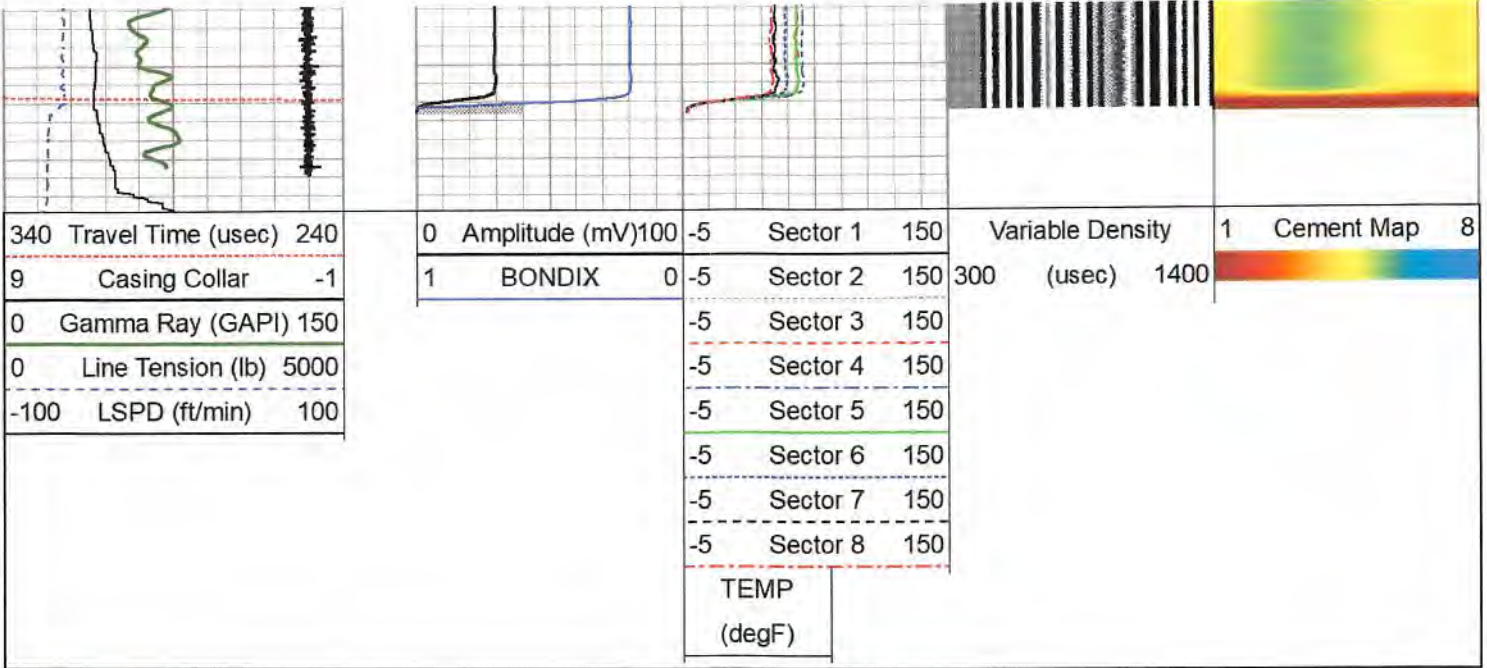 340 Travel Time (usec) 240
9 Casing Collar -1
0 Gamma Ray (GAPI) 150
0 Line Tension (lb) 5000
-100 LSPD (ft/min) 100
0 Amplitude (mV)100
1 BONDIX 0
-5 Sector 1 150
-5 Sector 2 150
-5 Sector 3 150
-5 Sector 4 150
-5 Sector 5 150
-5 Sector 6 150
-5 Sector 7 150
-5 Sector 8 150
TEMP
(degF)
Variable Density
300 (usec) 1400
1 Cement Map 8